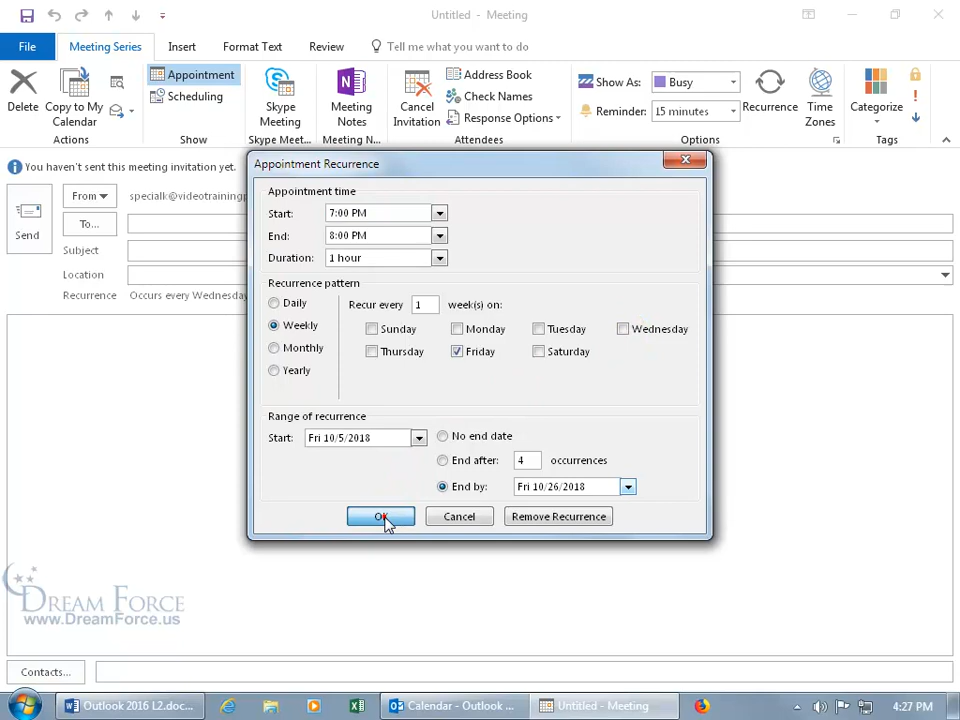 Untitled - Meeting
File
Meeting Series
Insert
Format Text
Review
Tell me what you want to do
Delete
Copy to My
Calendar
Actions
Appointment
Scheduling
Show
Skype
Meeting
Skype Meet...
Meeting
Notes
Meeting N...
Cancel
Invitation
Address Book
Check Names
Response Options
Attendees
Show As:
Busy
Reminder:
15 minutes
Recurrence
Time
Zones
Options
Categorize
Tags
You haven't sent this meeting invitation yet.
Send
From
specialk@videotraining
To...
Subject
Location
Recurrence
Occurs every Wednesday
Appointment Recurrence
Appointment time
Start:
7:00 PM
End:
8:00 PM
Duration:
1 hour
Recurrence pattern
Daily
Weekly
Monthly
Yearly
Recur every 1 week(s) on:
Sunday Monday Tuesday Wednesday
Thursday Friday Saturday
Range of recurrence
Start:
Fri 10/5/2018
No end date
End after: 4 occurrences
End by: Fri 10/26/2018
OK
Cancel
Remove Recurrence
DREAM FORCE
www.DreamForce.us
Contacts...
Outlook 2016 L2.doc...
Calendar - Outlook ...
Untitled - Meeting
4:27 PM